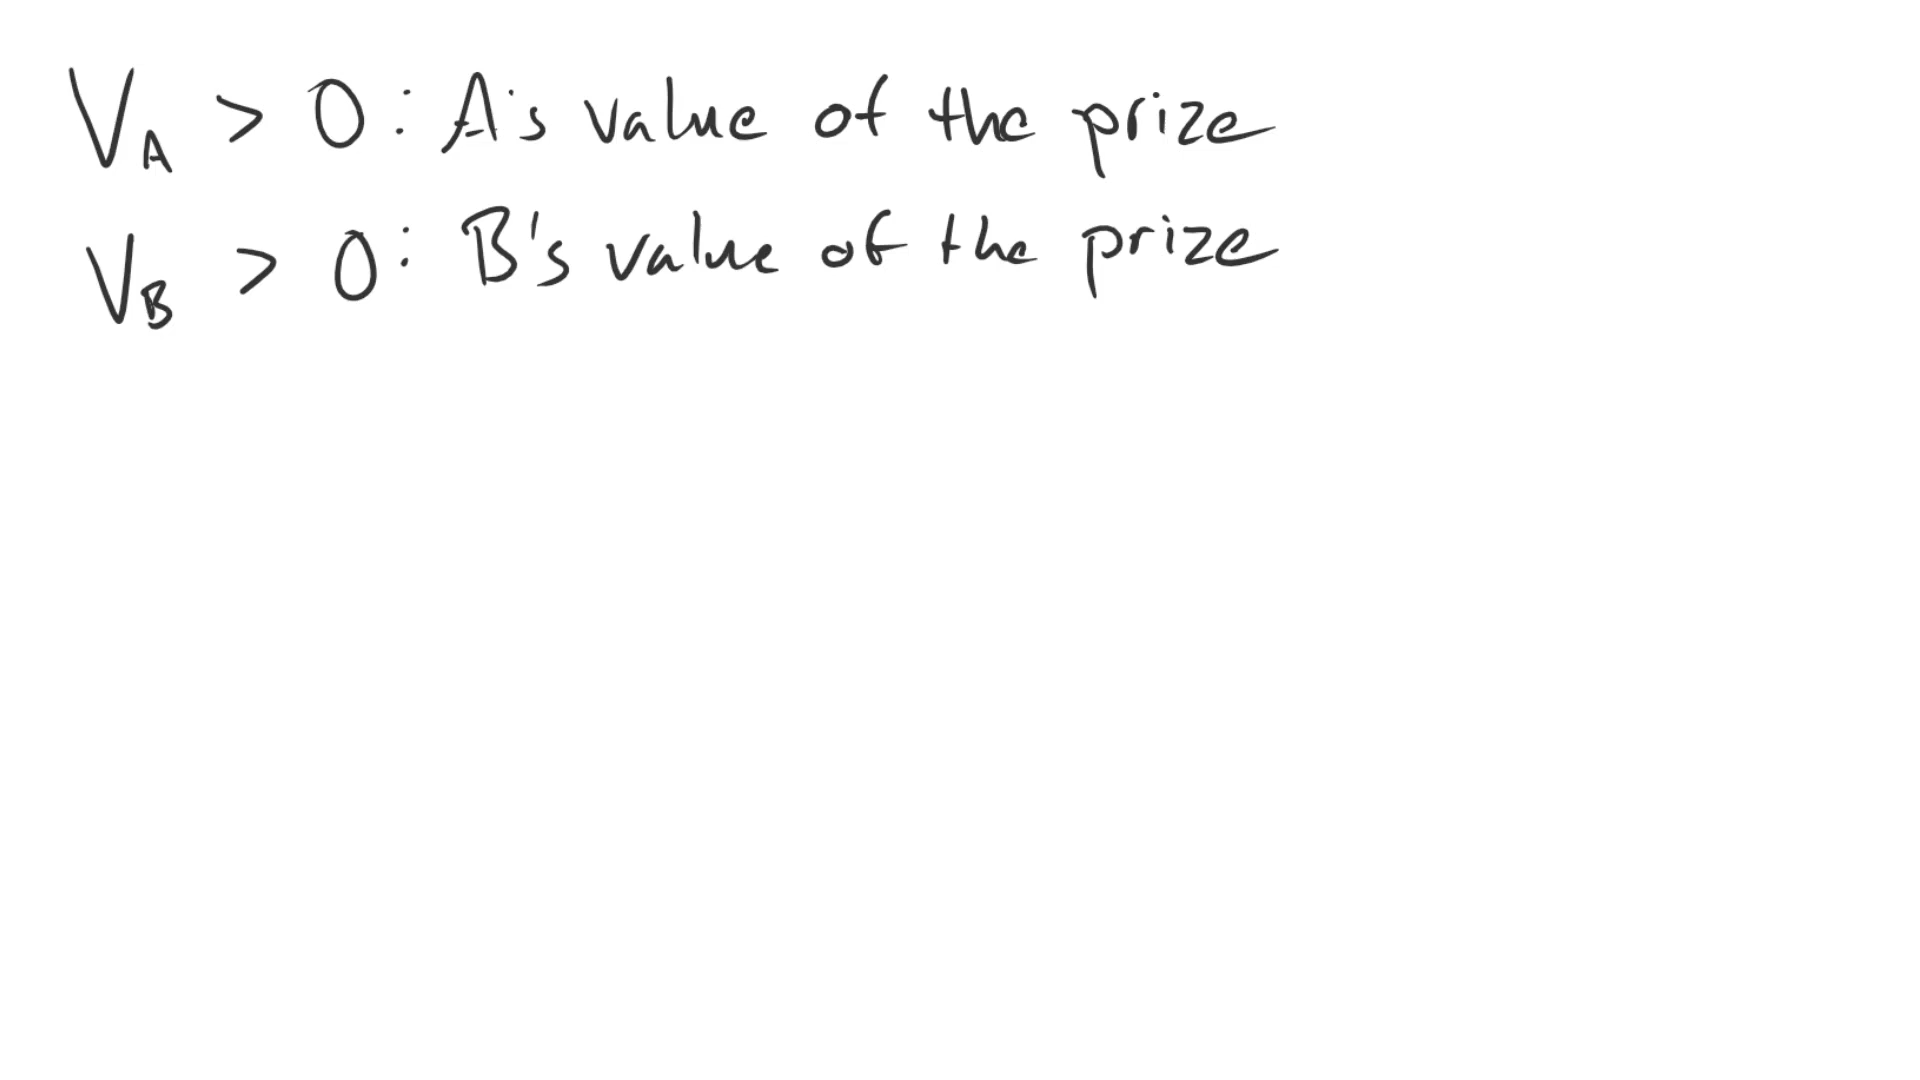 V_A > 0: A's value of the prize
V_B > 0: B's value of the prize